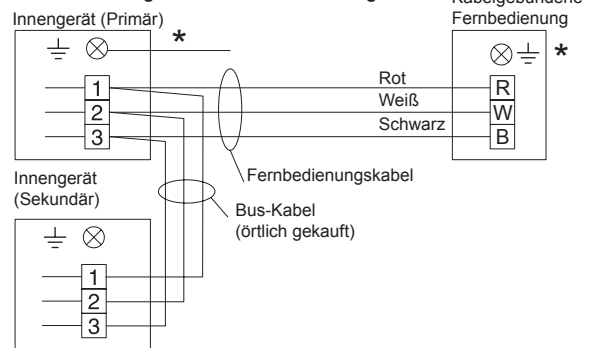 Kabelgebundene
Fernbedienung
Innengerät (Primär)
*
*
1
2
3
Rot
Weiß
Schwarz
R
W
B
Fernbedienungskabel
Innengerät
(Sekundär)
Bus-Kabel
(örtlich gekauft)
1
2
3